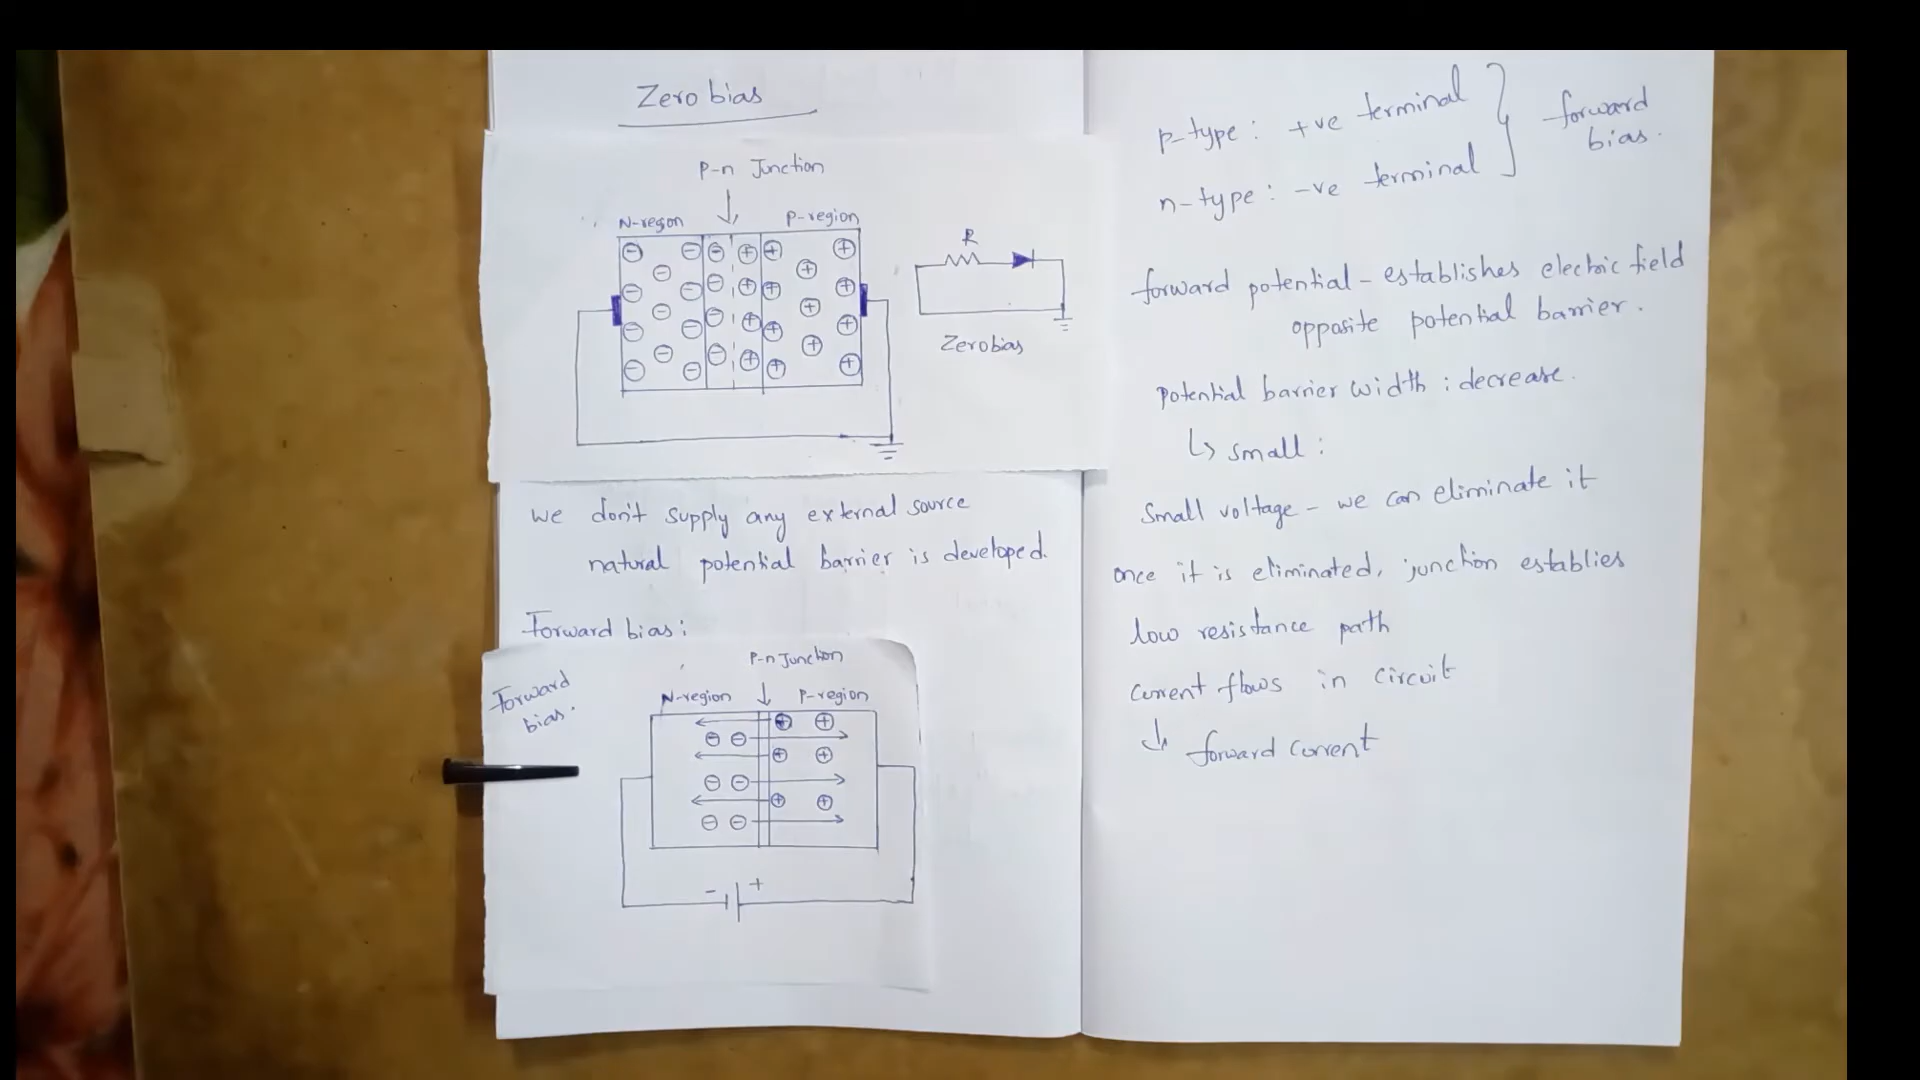 Zero bias
P-n Junction
N-regon
P-region
R
Zerobias
we don't supply any external source
natural potential barrier is developed.
Forward bias:
Forward
bias.
P-n Junction
N-region
P-region
- +
p-type: +ve terminal
n-type: -ve terminal
forward
bias.
forward potential - establishes electric field
opposite potential barrier.
potential barrier width : decrease.
↳ small :
Small voltage - we can eliminate it
once it is eliminated, junction establies
low resistance path
current flows in circuit
↳ forward current